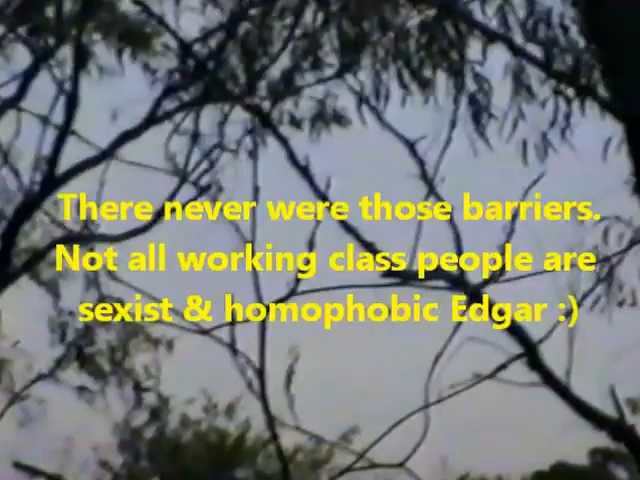 There never were those barriers.
Not all working class people are
sexist & homophobic Edgar :)